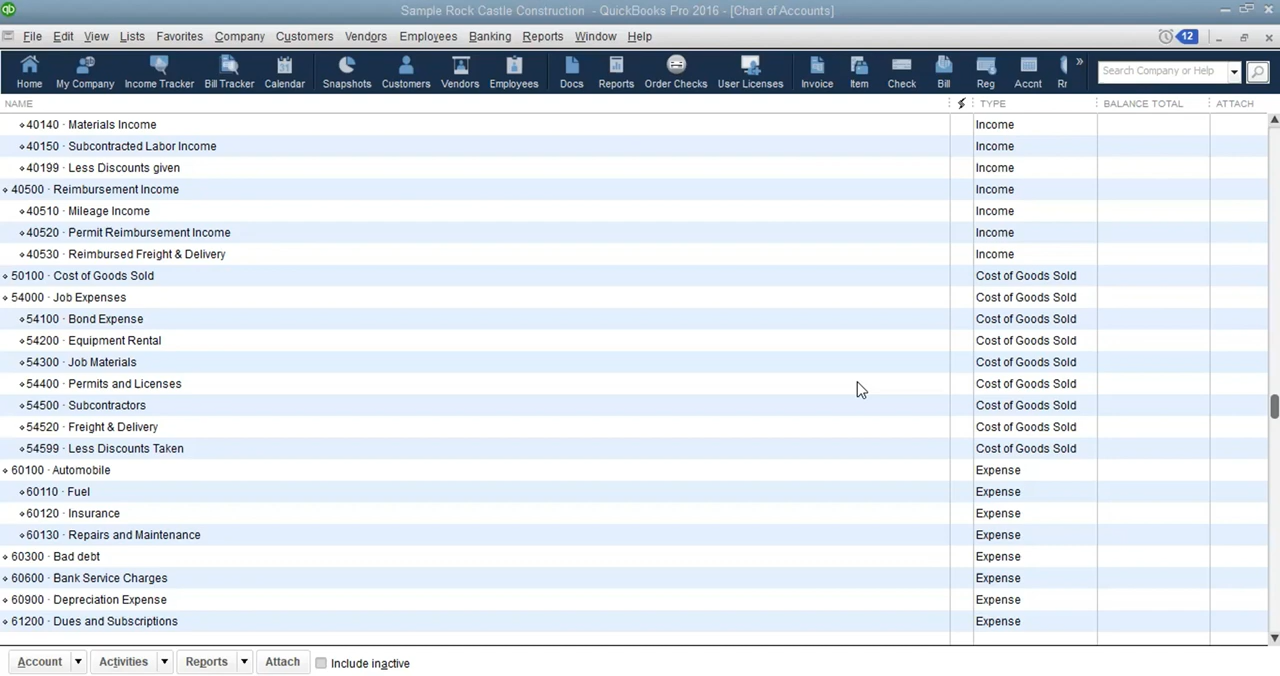 qb Sample Rock Castle Construction - QuickBooks Pro 2016 - [Chart of Accounts]
File Edit View Lists Favorites Company Customers Vendors Employees Banking Reports Window Help 12
Home My Company Income Tracker Bill Tracker Calendar Snapshots Customers Vendors Employees Docs Reports Order Checks User Licenses Invoice Item Check Bill Reg Accnt » Search Company or Help
NAME TYPE BALANCE TOTAL ATTACH
40140 · Materials Income Income
40150 · Subcontracted Labor Income Income
40199 · Less Discounts given Income
40500 · Reimbursement Income Income
40510 · Mileage Income Income
40520 · Permit Reimbursement Income Income
40530 · Reimbursed Freight & Delivery Income
50100 · Cost of Goods Sold Cost of Goods Sold
54000 · Job Expenses Cost of Goods Sold
54100 · Bond Expense Cost of Goods Sold
54200 · Equipment Rental Cost of Goods Sold
54300 · Job Materials Cost of Goods Sold
54400 · Permits and Licenses Cost of Goods Sold
54500 · Subcontractors Cost of Goods Sold
54520 · Freight & Delivery Cost of Goods Sold
54599 · Less Discounts Taken Cost of Goods Sold
60100 · Automobile Expense
60110 · Fuel Expense
60120 · Insurance Expense
60130 · Repairs and Maintenance Expense
60300 · Bad debt Expense
60600 · Bank Service Charges Expense
60900 · Depreciation Expense Expense
61200 · Dues and Subscriptions Expense
Account Activities Reports Attach Include inactive